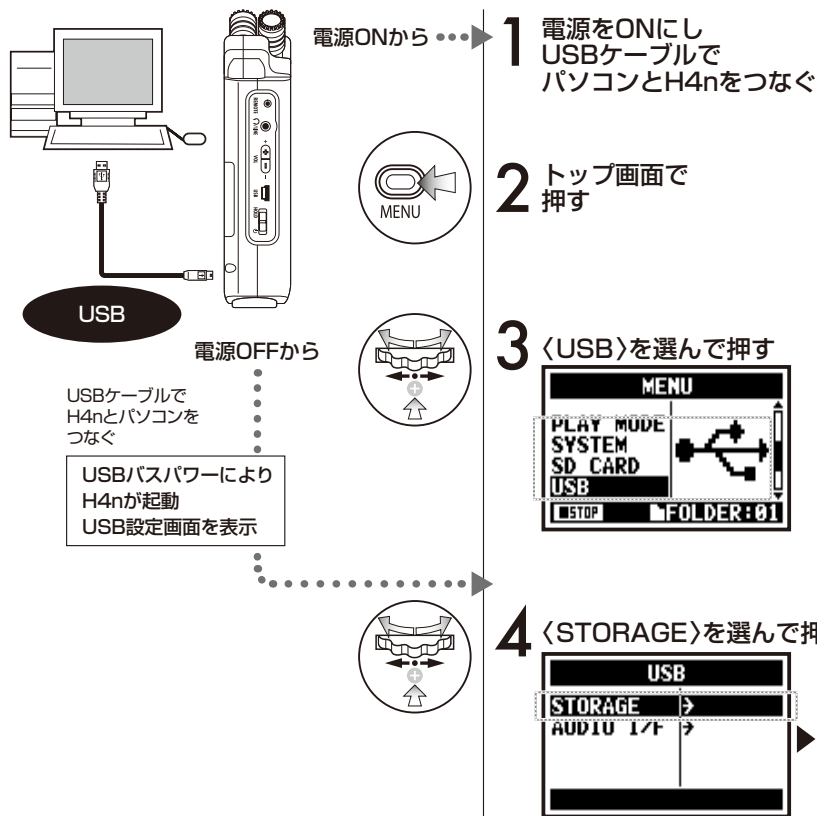 電源ONから
1 電源をONにし
USBケーブルで
パソコンとH4nをつなぐ
REMOTE
/LINE
+ VOL −
USB
HOLD
MENU
2 トップ画面で
押す
USB
電源OFFから
USBケーブルで
H4nとパソコンを
つなぐ
USBバスパワーにより
H4nが起動
USB設定画面を表示
3 〈USB〉を選んで押す
MENU
PLAY MODE
SYSTEM
SD CARD
USB
STOP FOLDER:01
4 〈STORAGE〉を選んで押
USB
STORAGE
AUDIO I/F